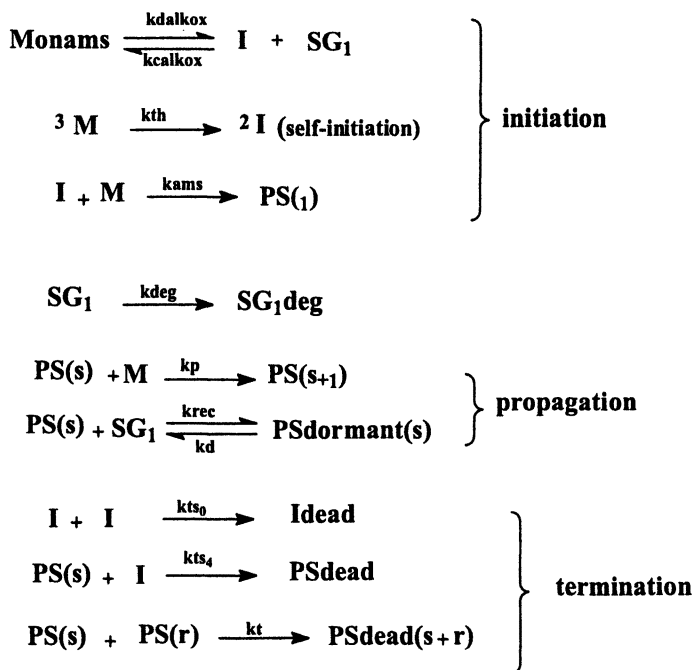 Monams kdalkox kcalkox I + SG₁
³ M kth ² I (self-initiation)
initiation
I + M kams PS(₁)
SG₁ kdeg SG₁deg
PS(s) +M kp PS(s+1)
propagation
PS(s) + SG₁ krec kd PSdormant(s)
I + I kts₀ Idead
PS(s) + I kts₄ PSdead
termination
PS(s) + PS(r) kt PSdead(s+r)